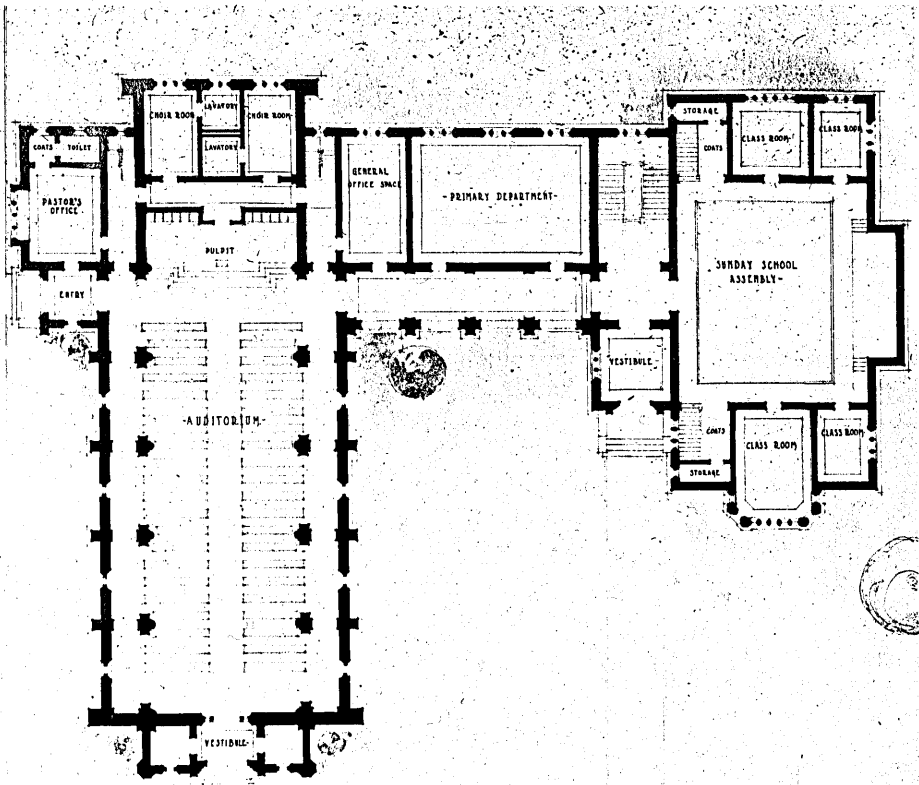 STORAGE
CHOIR ROOM
LAVATORY
CHOIR ROOM
COATS
CLASS ROOM
CLASS ROOM
COATS
TOILET
LAVATORY
GENERAL
OFFICE SPACE
-PRIMARY DEPARTMENT-
PASTOR'S
OFFICE
PULPIT
SUNDAY SCHOOL
ASSEMBLY-
ENTRY
VESTIBULE-
-AUDITORIUM-
COATS
CLASS ROOM
CLASS ROOM
STORAGE
VESTIBULE-